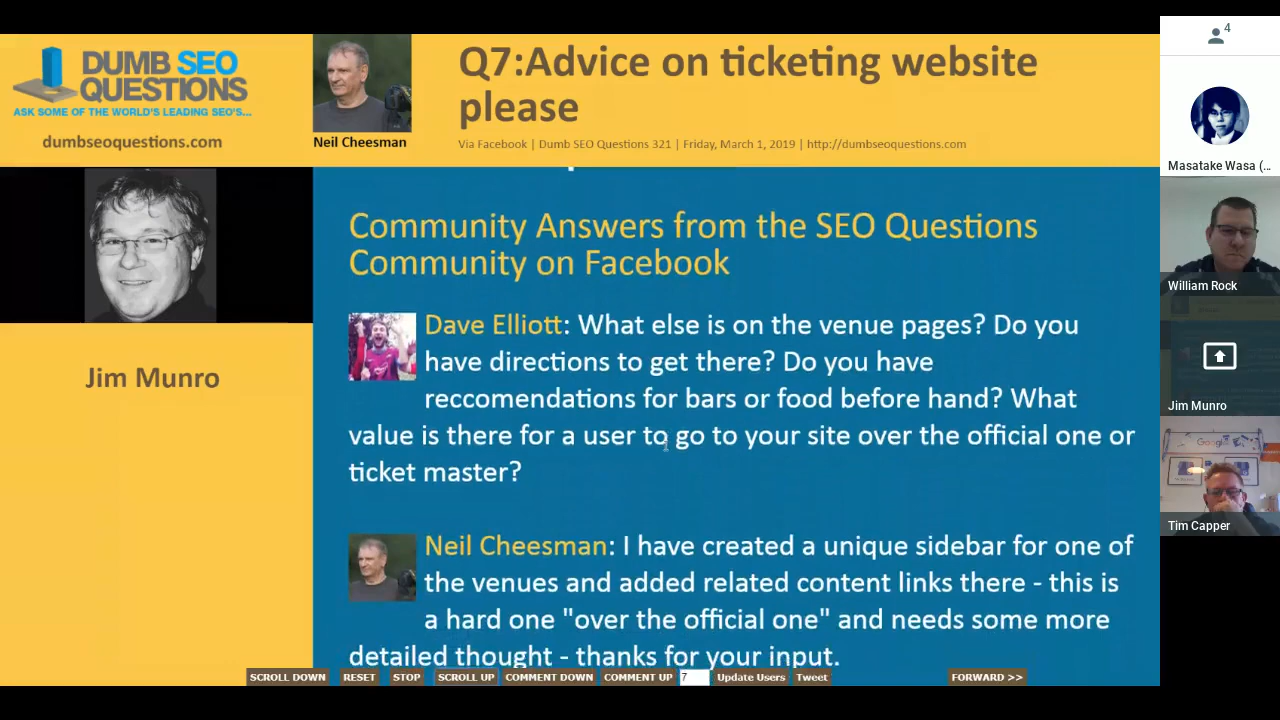 DUMB SEO
QUESTIONS
ASK SOME OF THE WORLD'S LEADING SEO'S...
dumbseoquestions.com
Neil Cheesman
Q7:Advice on ticketing website
please
Via Facebook | Dumb SEO Questions 321 | Friday, March 1, 2019 | http://dumbseoquestions.com
Jim Munro
Community Answers from the SEO Questions
Community on Facebook
Dave Elliott: What else is on the venue pages? Do you
have directions to get there? Do you have
reccomendations for bars or food before hand? What
value is there for a user to go to your site over the official one or
ticket master?
Neil Cheesman: I have created a unique sidebar for one of
the venues and added related content links there - this is
a hard one "over the official one" and needs some more
detailed thought - thanks for your input.
SCROLL DOWN RESET STOP SCROLL UP COMMENT DOWN COMMENT UP 7 Update Users Tweet FORWARD >>
4
Masatake Wasa (...
William Rock
Jim Munro
Google
Tim Capper